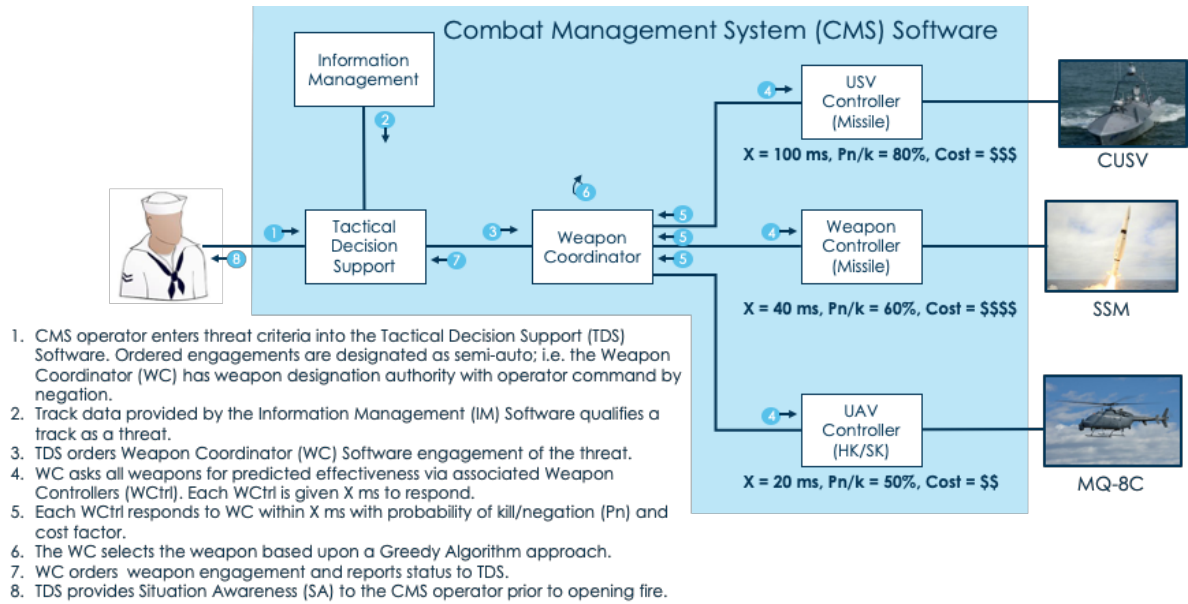 Combat Management System (CMS) Software
Information
Management
2
USV
Controller
(Missile)
4
X = 100 ms, Pn/k = 80%, Cost = $$$
CUSV
6
1
Tactical
Decision
Support
3
Weapon
Coordinator
5
5
5
4
Weapon
Controller
(Missile)
8
7
X = 40 ms, Pn/k = 60%, Cost = $$$$
SSM
4
UAV
Controller
(HK/SK)
X = 20 ms, Pn/k = 50%, Cost = $$
MQ-8C
1. CMS operator enters threat criteria into the Tactical Decision Support (TDS)
Software. Ordered engagements are designated as semi-auto; i.e. the Weapon
Coordinator (WC) has weapon designation authority with operator command by
negation.
2. Track data provided by the Information Management (IM) Software qualifies a
track as a threat.
3. TDS orders Weapon Coordinator (WC) Software engagement of the threat.
4. WC asks all weapons for predicted effectiveness via associated Weapon
Controllers (WCtrl). Each WCtrl is given X ms to respond.
5. Each WCtrl responds to WC within X ms with probability of kill/negation (Pn) and
cost factor.
6. The WC selects the weapon based upon a Greedy Algorithm approach.
7. WC orders weapon engagement and reports status to TDS.
8. TDS provides Situation Awareness (SA) to the CMS operator prior to opening fire.